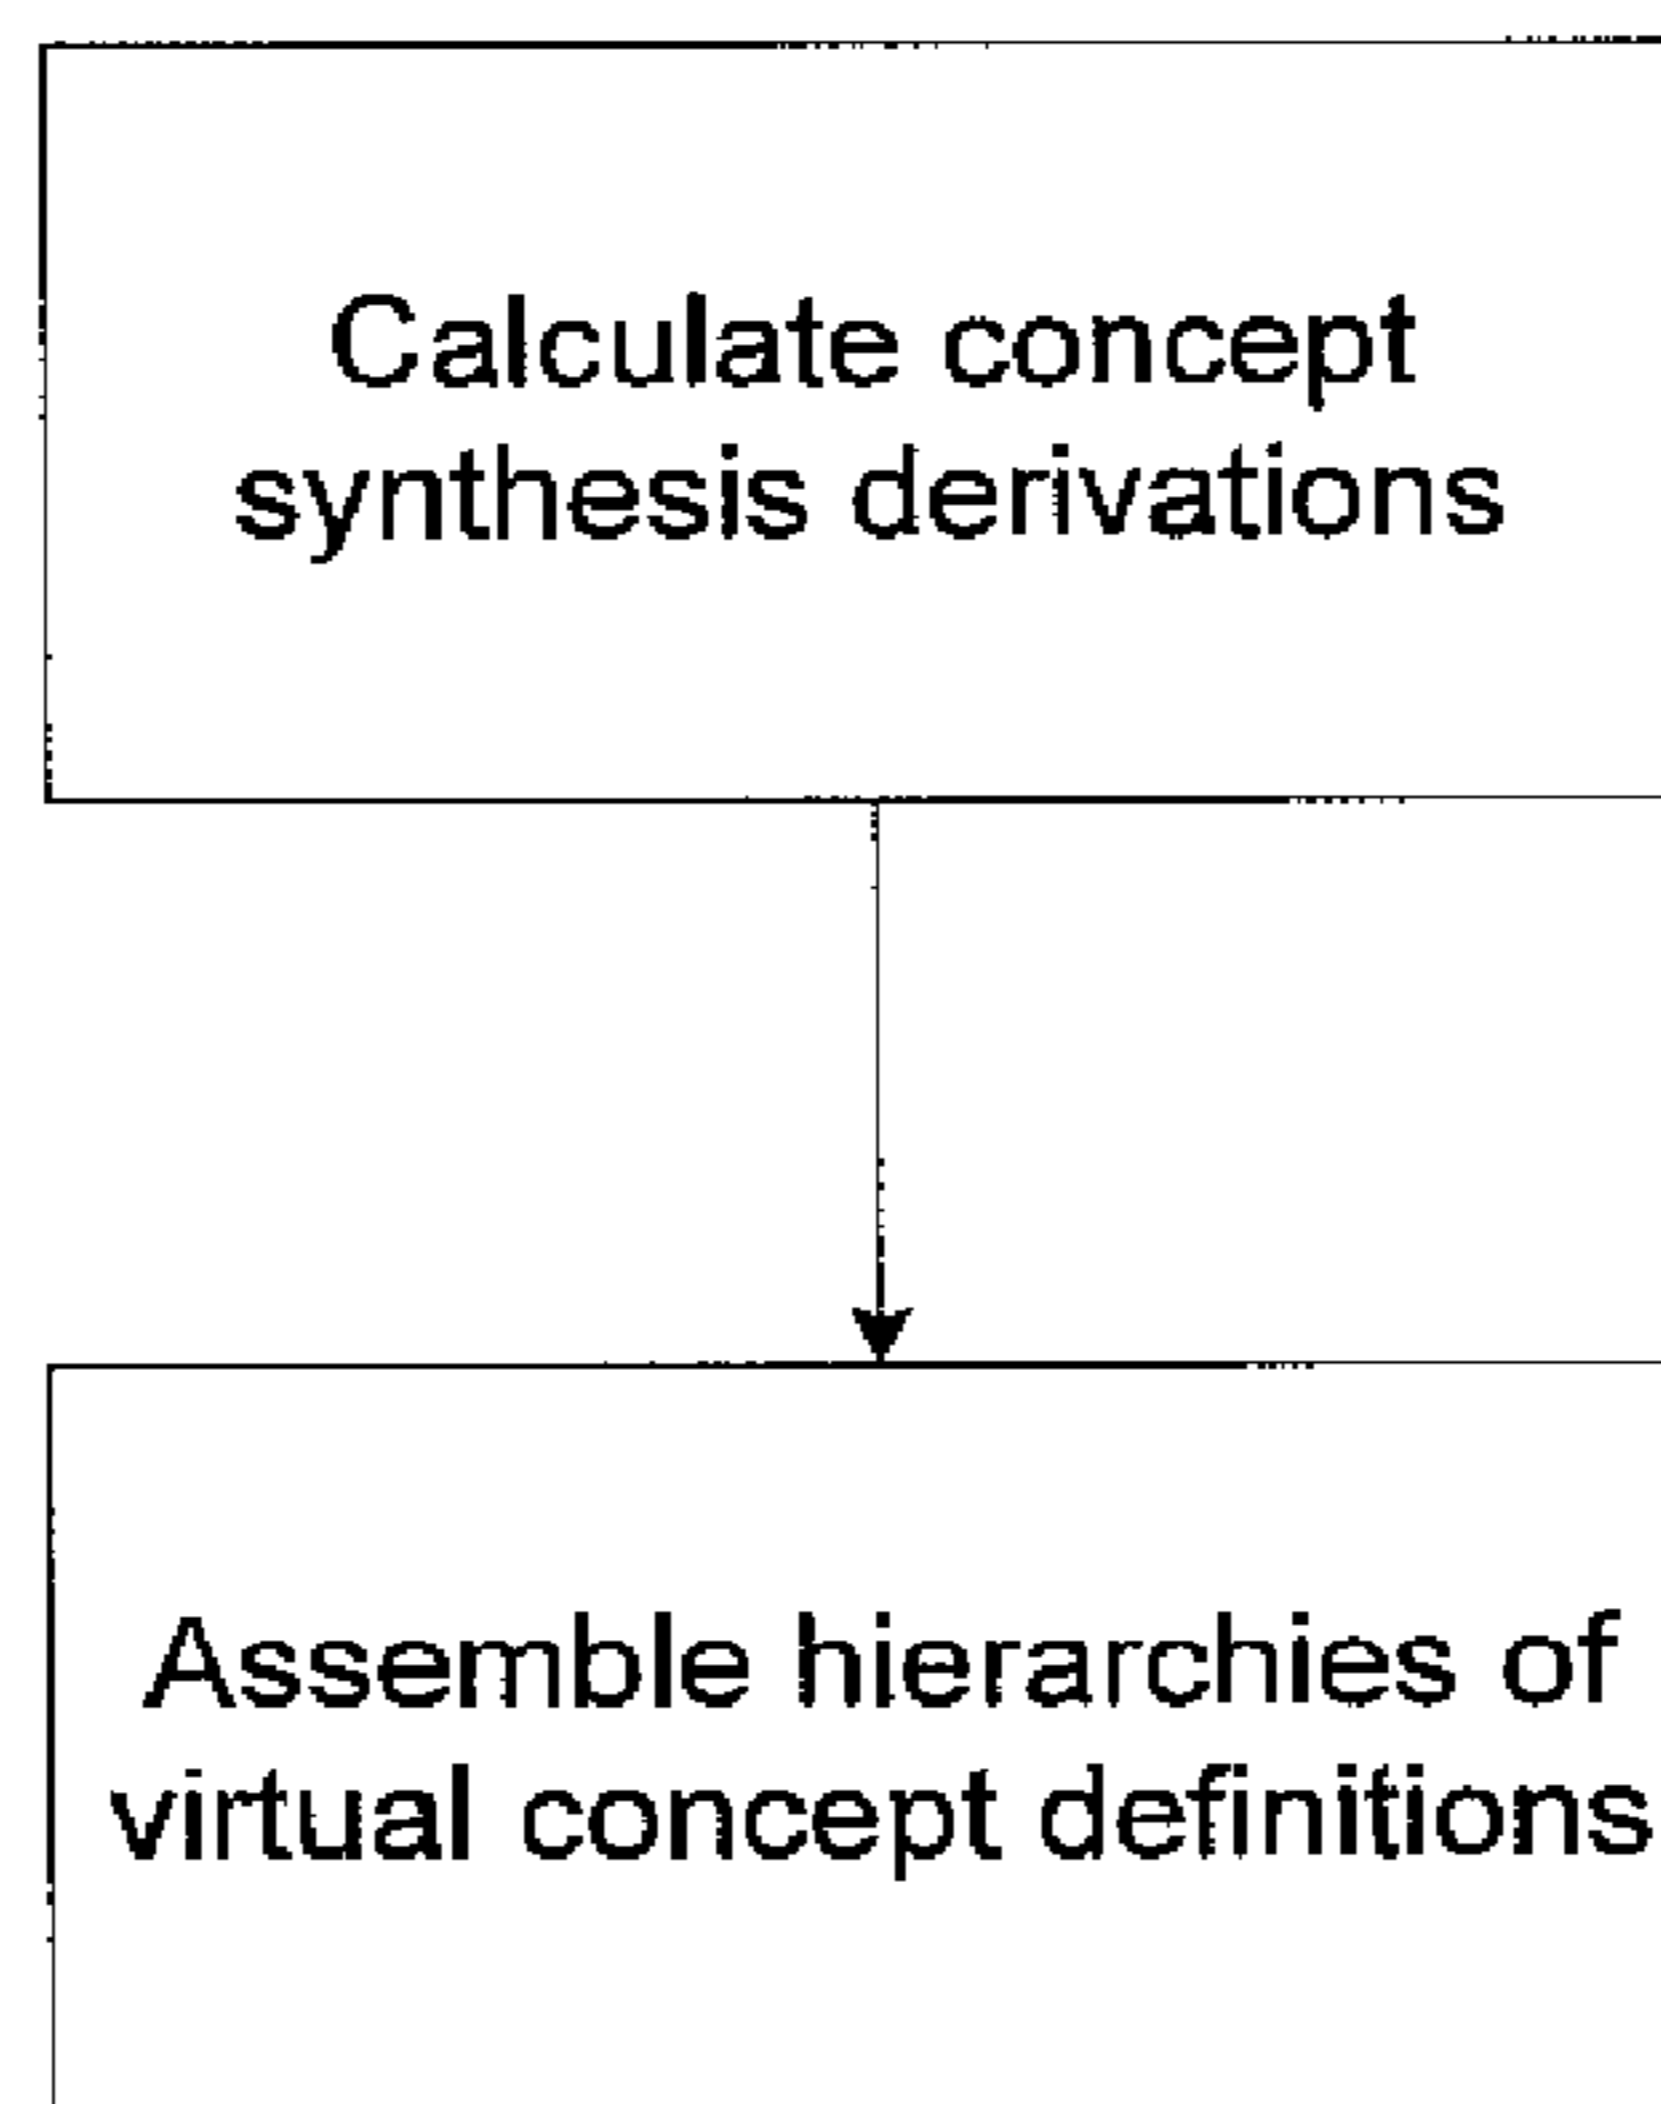 Calculate concept
synthesis derivations
Assemble hierarchies of
virtual concept definitions